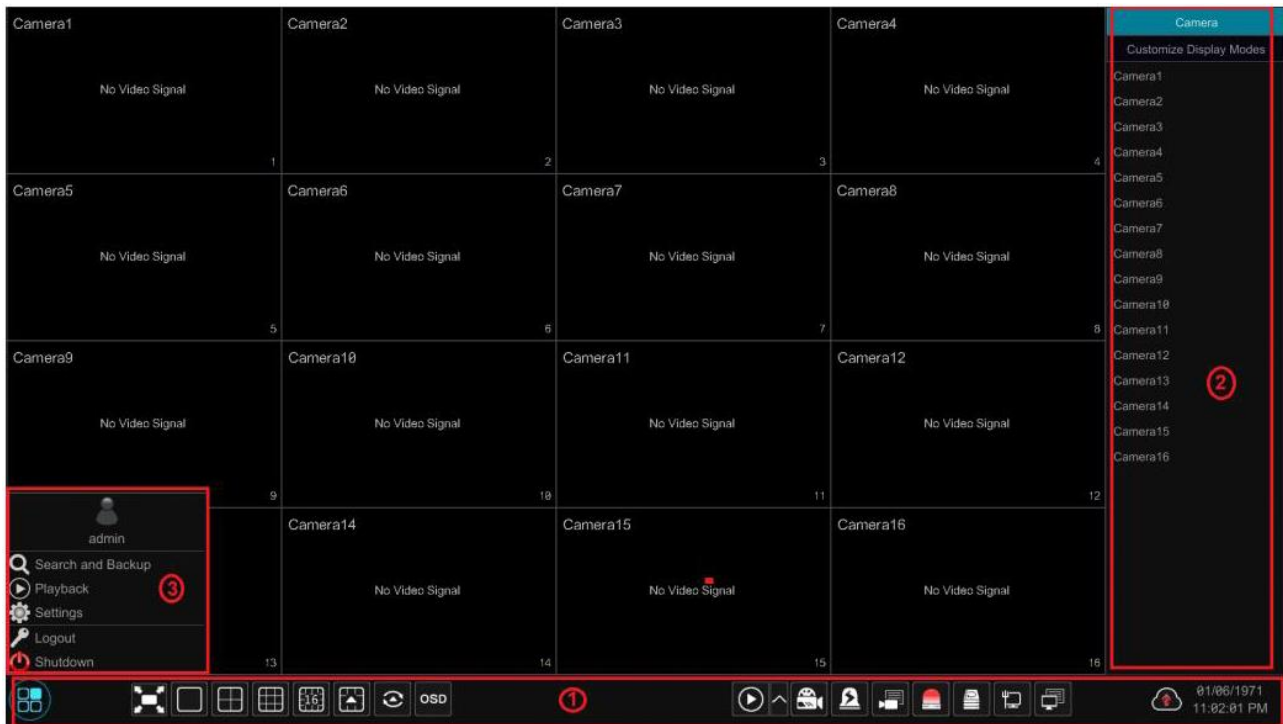 Camera1
Camera2
Camera3
Camera4
No Video Signal
No Video Signal
No Video Signal
No Video Signal
1
2
3
4
Camera5
Camera6
Camera7
Camera8
No Video Signal
No Video Signal
No Video Signal
No Video Signal
5
6
7
8
Camera9
Camera10
Camera11
Camera12
No Video Signal
No Video Signal
No Video Signal
No Video Signal
9
10
11
12
Camera14
Camera15
Camera16
No Video Signal
No Video Signal
No Video Signal
13
14
15
16
Camera
Customize Display Modes
Camera1
Camera2
Camera3
Camera4
Camera5
Camera6
Camera7
Camera8
Camera9
Camera10
Camera11
Camera12
Camera13
Camera14
Camera15
Camera16
2
admin
Search and Backup
Playback
Settings
Logout
Shutdown
3
16
OSD
1
01/06/1971
11:02:01 PM